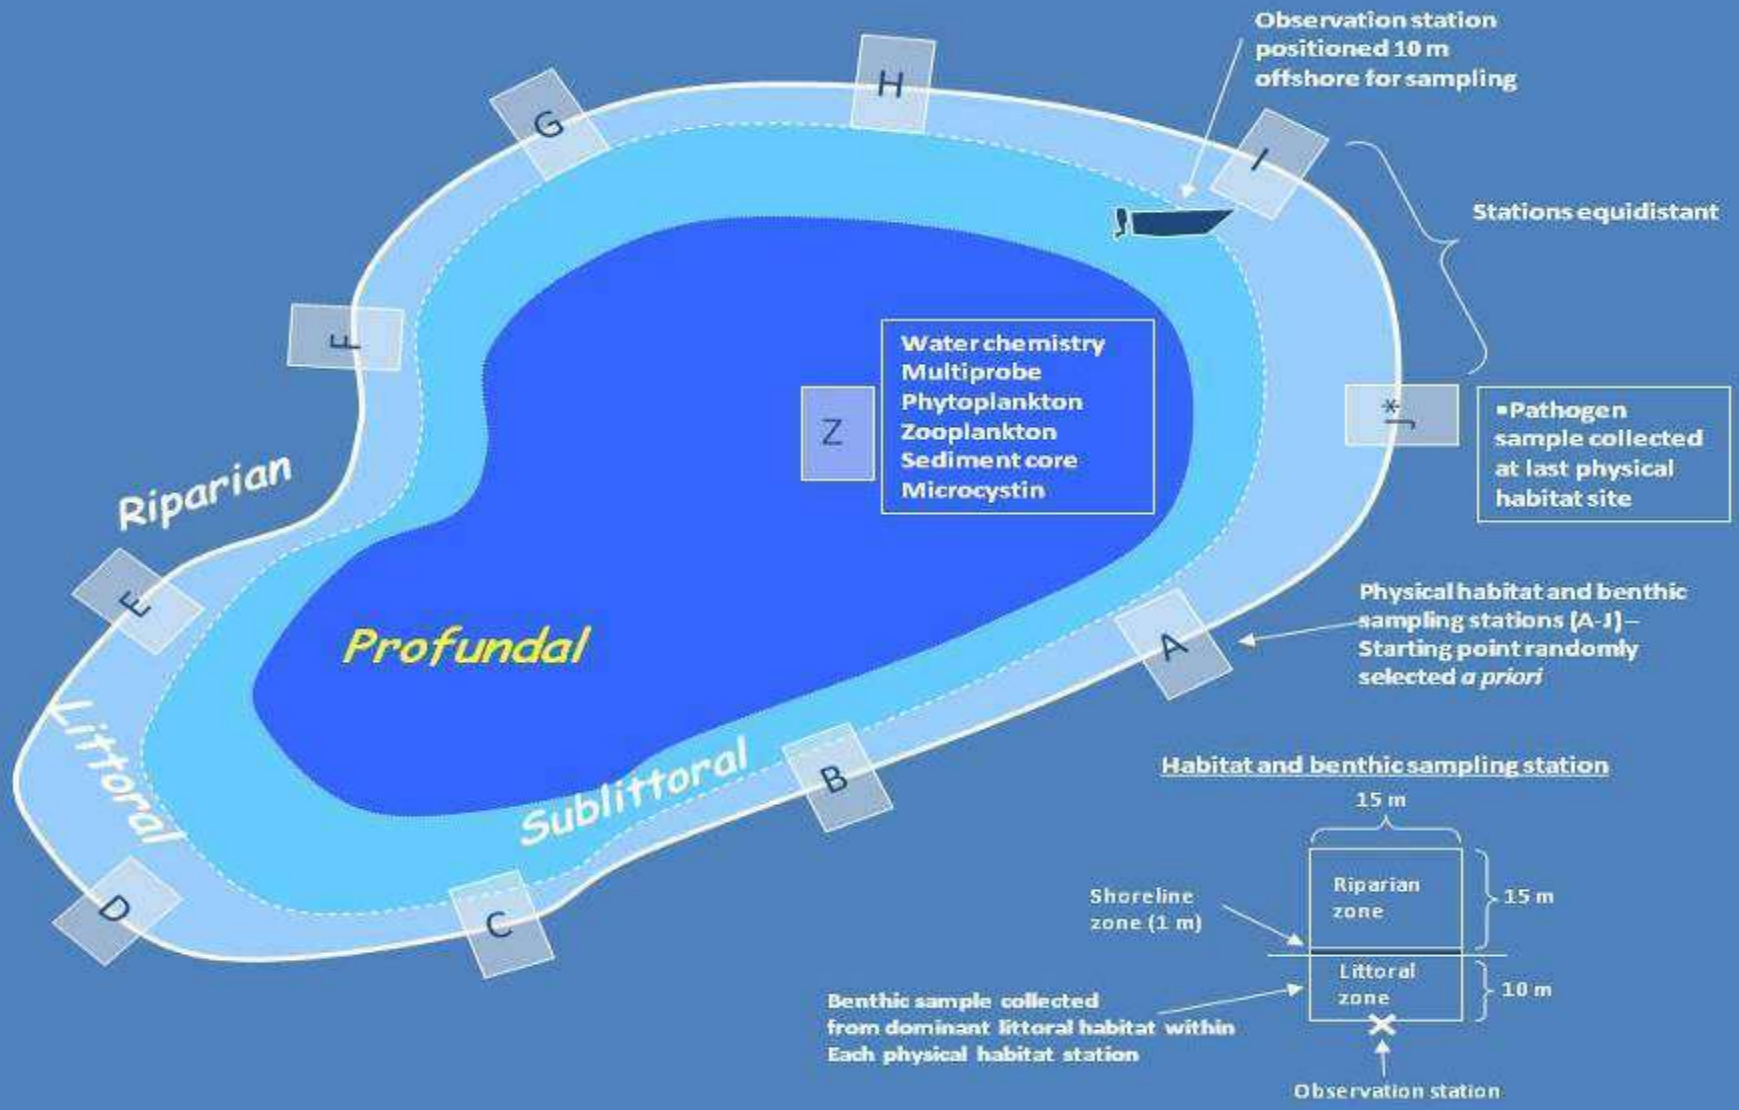 Observation station
positioned 10 m
offshore for sampling
H
G
I
Stations equidistant
F
Z
Water chemistry
Multiprobe
Phytoplankton
Zooplankton
Sediment core
Microcystin
J*
▪Pathogen
sample collected
at last physical
habitat site
Riparian
E
Profundal
A
Physical habitat and benthic
sampling stations (A-J)–
Starting point randomly
selected a priori
Littoral
Sublittoral
B
C
D
Habitat and benthic sampling station
15 m
Riparian
zone
15 m
Shoreline
zone (1 m)
Littoral
zone
10 m
Benthic sample collected
from dominant littoral habitat within
Each physical habitat station
Observation station